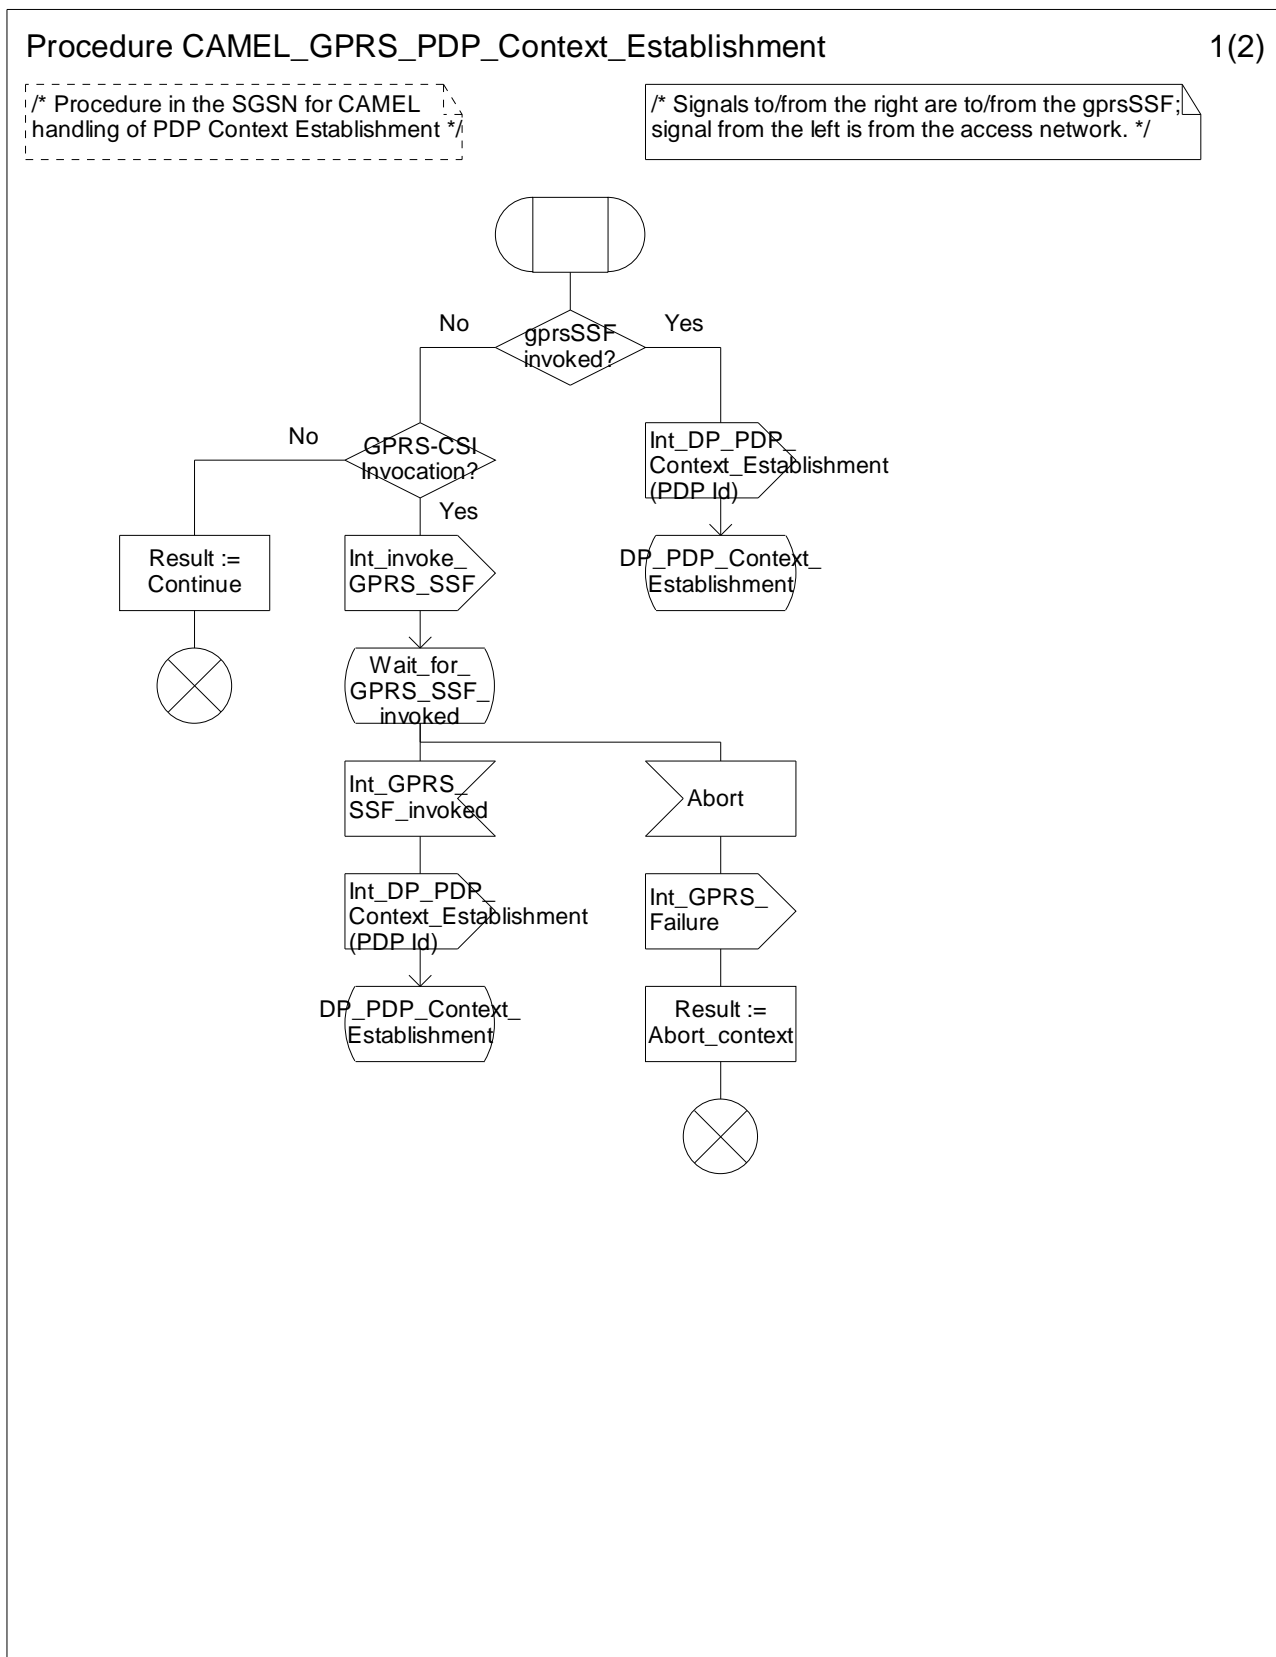 Procedure CAMEL_GPRS_PDP_Context_Establishment
1(2)
/* Procedure in the SGSN for CAMEL
handling of PDP Context Establishment */
/* Signals to/from the right are to/from the gprsSSF;
signal from the left is from the access network. */
No
gprsSSF
invoked?
Yes
No
GPRS-CSI
Invocation?
Yes
Int_DP_PDP_
Context_Establishment
(PDP Id)
Result :=
Continue
Int_invoke_
GPRS_SSF
DP_PDP_Context_
Establishment
Wait_for_
GPRS_SSF_
invoked
Int_GPRS_
SSF_invoked
Abort
Int_DP_PDP_
Context_Establishment
(PDP Id)
Int_GPRS_
Failure
DP_PDP_Context_
Establishment
Result :=
Abort_context